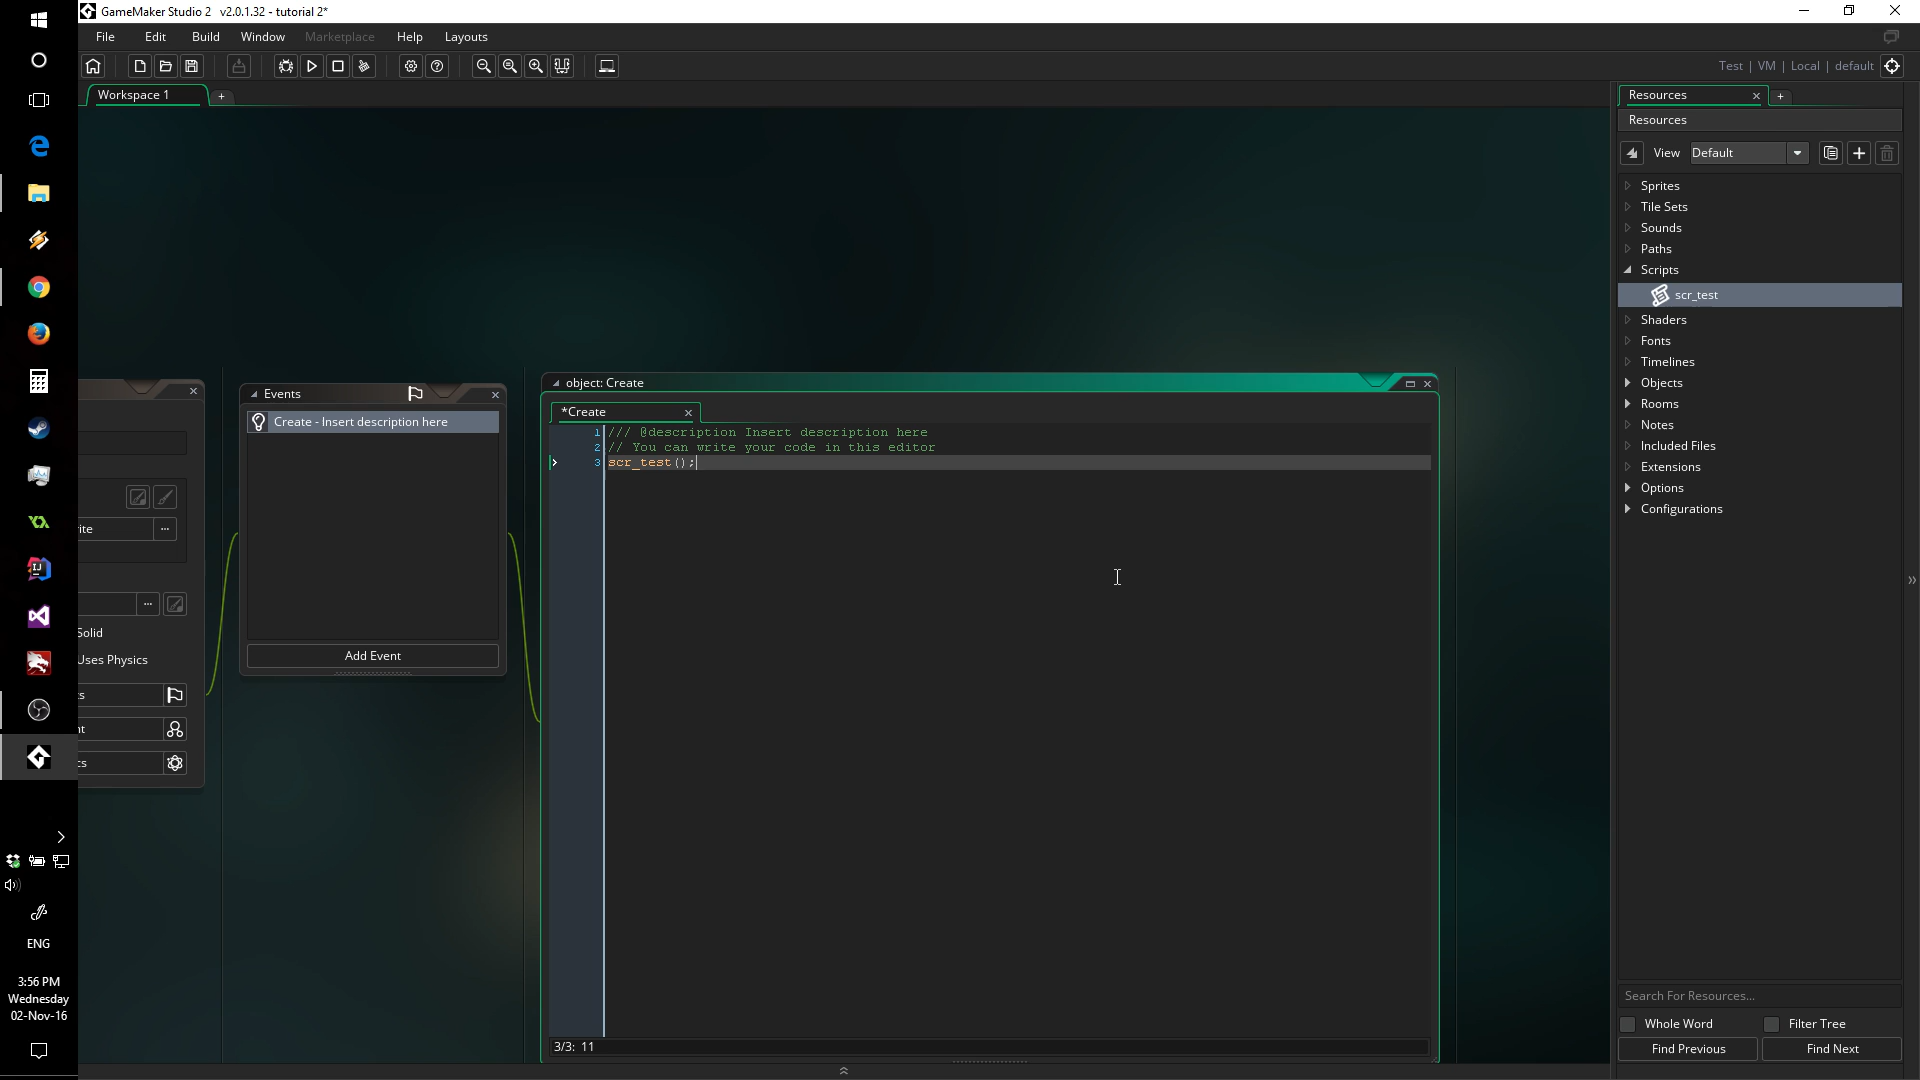 GameMaker Studio 2 v2.0.1.32 - tutorial 2*
File Edit Build Window Marketplace Help Layouts
Test | VM | Local | default
Workspace 1
Resources
Resources
View Default
Sprites
Tile Sets
Sounds
Paths
Scripts
scr_test
Shaders
Fonts
Timelines
Objects
Rooms
Notes
Included Files
Extensions
Options
Configurations
Search For Resources...
Whole Word Filter Tree
Find Previous Find Next
rite
Solid
Uses Physics
ts
nt
cs
Events
Create - Insert description here
Add Event
object: Create
*Create
1 /// @description Insert description here
2 // You can write your code in this editor
3 scr_test();
3/3: 11
ENG
3:56 PM
Wednesday
02-Nov-16